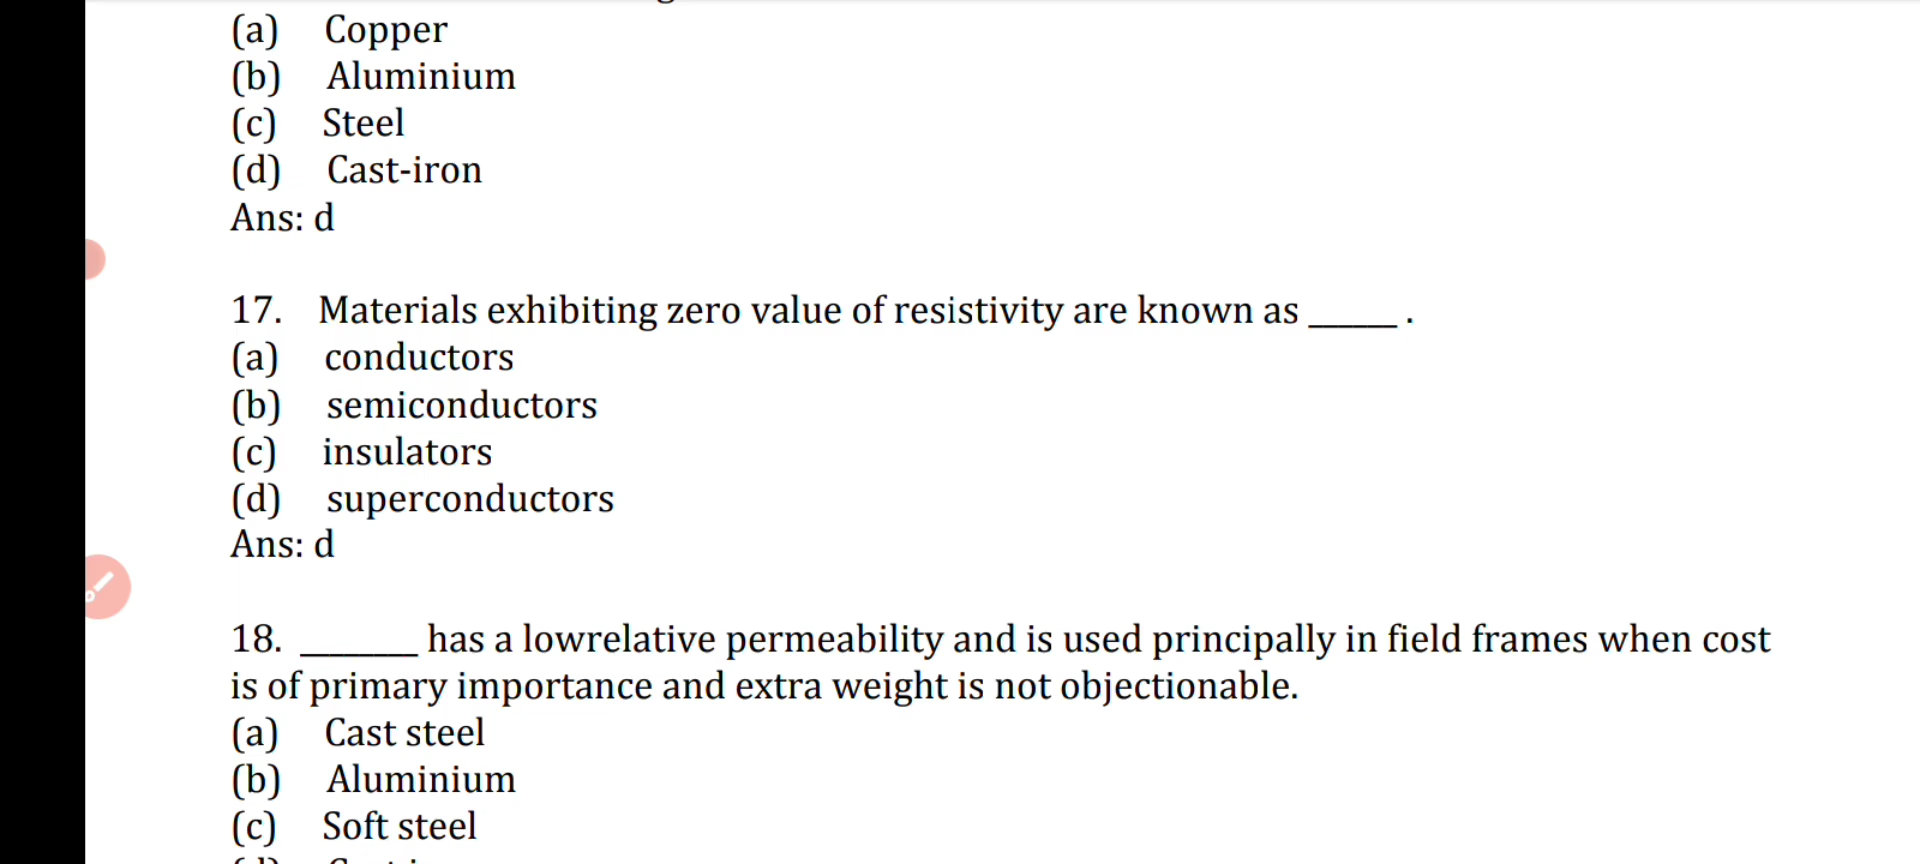 (a) Copper
(b) Aluminium
(c) Steel
(d) Cast-iron
Ans: d
17. Materials exhibiting zero value of resistivity are known as ______ .
(a) conductors
(b) semiconductors
(c) insulators
(d) superconductors
Ans: d
18. ________ has a lowrelative permeability and is used principally in field frames when cost
is of primary importance and extra weight is not objectionable.
(a) Cast steel
(b) Aluminium
(c) Soft steel